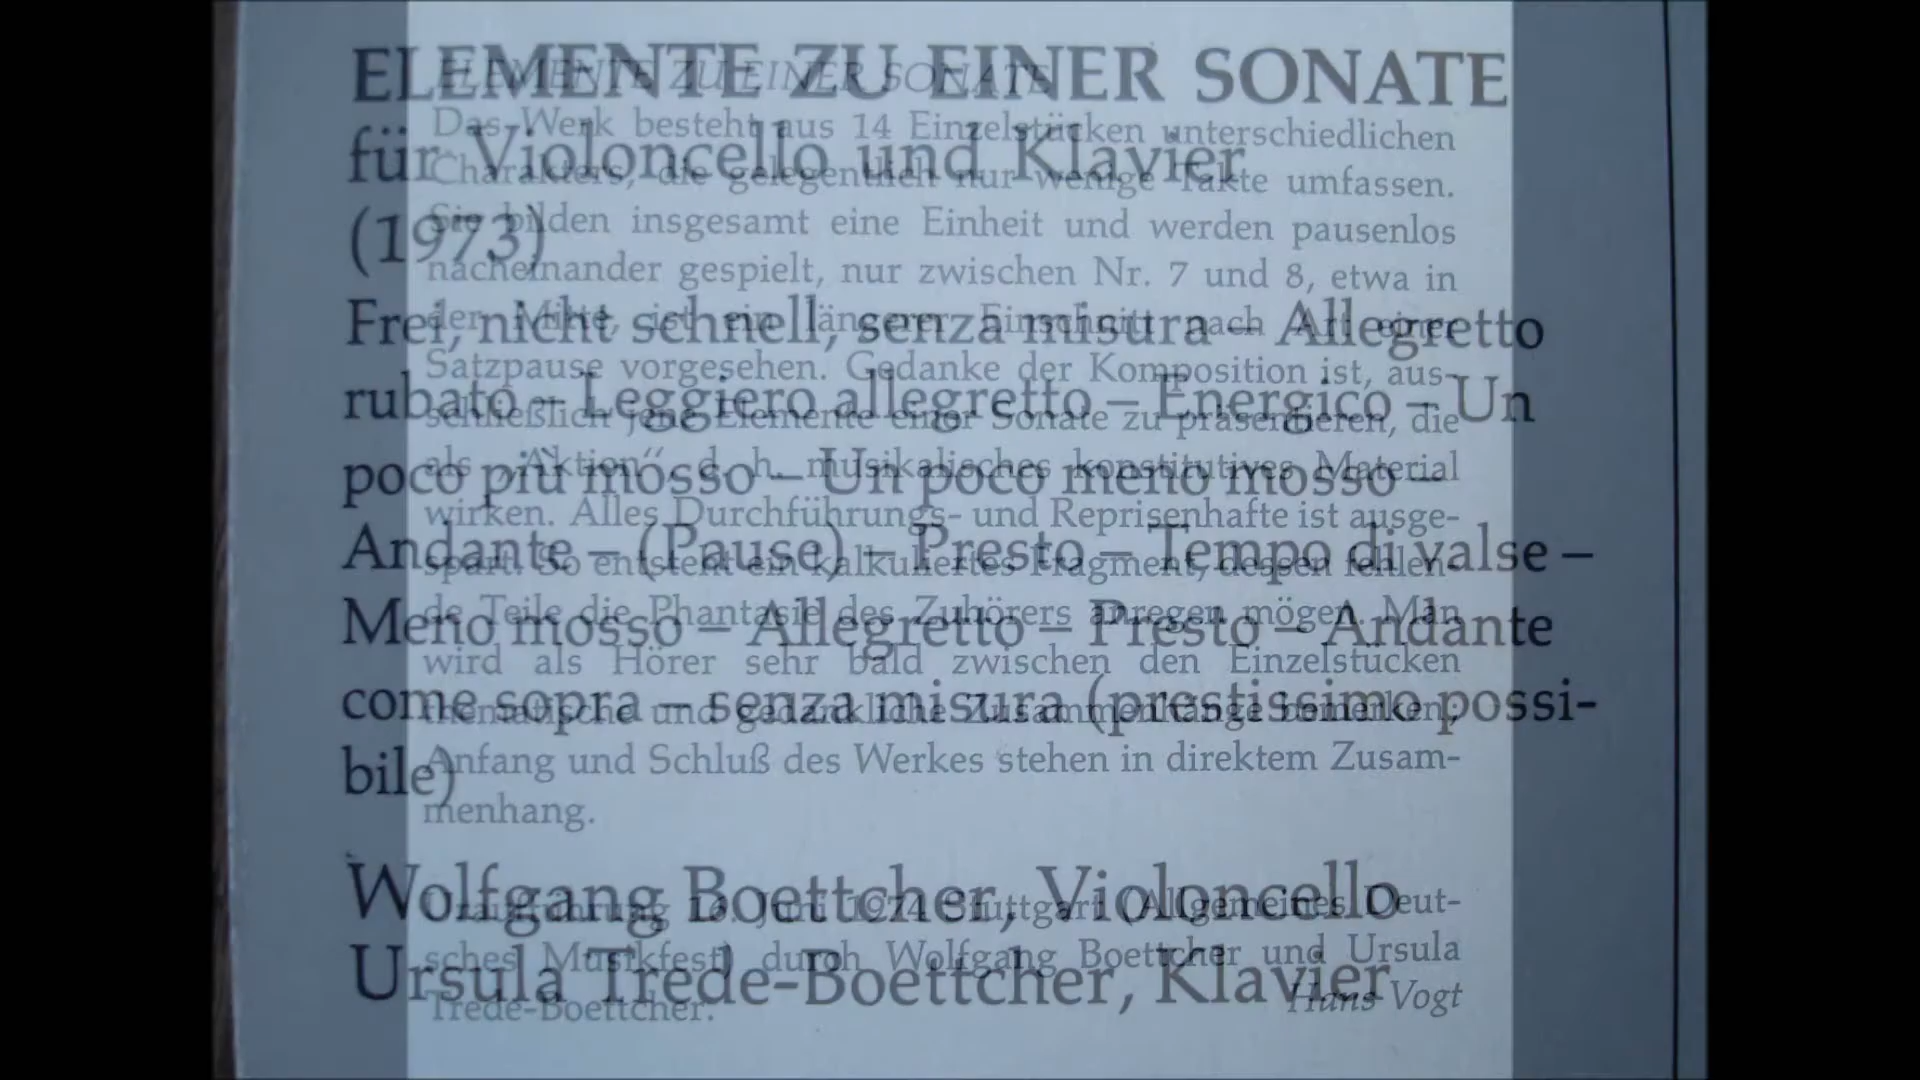 ELEMENTE ZU EINER SONATE
für Violoncello und Klavier
(1973)
Frei, nicht schnell, senza misura – Allegretto
rubato – Leggiero allegretto – Energico – Un
poco più mosso – Un poco meno mosso –
Andante – (Pause) – Presto – Tempo di valse –
Meno mosso – Allegretto – Presto – Andante
come sopra – senza misura (prestissimo possi-
bile)
Wolfgang Boettcher, Violoncello
Ursula Trede-Boettcher, Klavier
ELEMENTE ZU EINER SONATE
Das Werk besteht aus 14 Einzelstücken unterschiedlichen
Charakters, die gelegentlich nur wenige Takte umfassen.
Sie bilden insgesamt eine Einheit und werden pausenlos
nacheinander gespielt, nur zwischen Nr. 7 und 8, etwa in
der Mitte, ist ein längerer Einschnitt nach Art einer
Satzpause vorgesehen. Gedanke der Komposition ist, aus-
schließlich jene Elemente einer Sonate zu präsentieren, die
als „Aktion“, d. h. musikalisches konstitutives Material
wirken. Alles Durchführungs- und Reprisenhafte ist ausge-
spart. So entsteht ein kalkuliertes Fragment, dessen fehlen-
de Teile die Phantasie des Zuhörers anregen mögen. Man
wird als Hörer sehr bald zwischen den Einzelstücken
thematische und gedankliche Zusammenhänge bemerken,
Anfang und Schluß des Werkes stehen in direktem Zusam-
menhang.
Uraufführung 16. Juni 1974 Stuttgart (Allgemeines Deut-
sches Musikfest) durch Wolfgang Boettcher und Ursula
Trede-Boettcher.
Hans Vogt